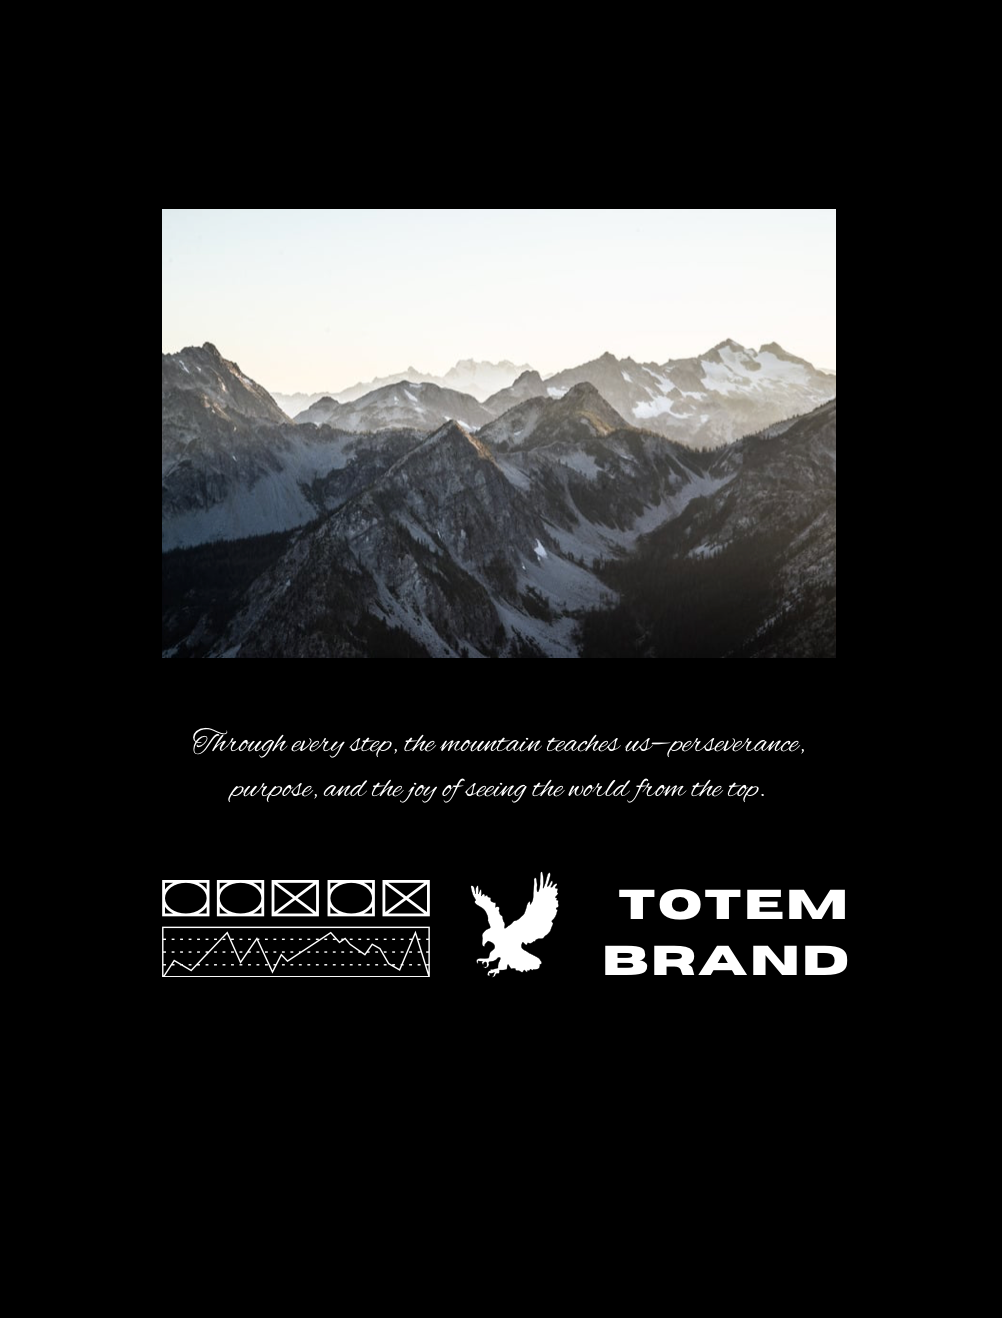 Through every step, the mountain teaches us—perseverance,
purpose, and the joy of seeing the world from the top.
TOTEM
BRAND